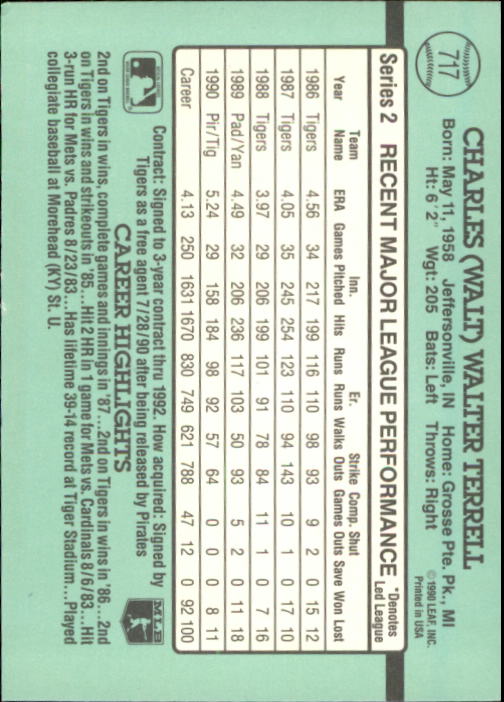 717
CHARLES (WALT) WALTER TERRELL
Born: May 11, 1958 Jeffersonville, IN Home: Grosse Pte. Pk., MI
Ht: 6' 2" Wgt: 205 Bats: Left Throws: Right
© 1990 LEAF, INC.
Printed in USA
Series 2 RECENT MAJOR LEAGUE PERFORMANCE *Denotes Led League
Year Team Name ERA Games Inn. Pitched Hits Runs Er. Runs Walks Strike Outs Comp. Games Shut Outs Save Won Lost
1986 Tigers 4.56 34 217 199 116 110 98 93 9 2 0 15 12
1987 Tigers 4.05 35 245 254 123 110 94 143 10 1 0 17 10
1988 Tigers 3.97 29 206 199 101 91 78 84 11 1 0 7 16
1989 Pad/Yan 4.49 32 206 236 117 103 50 93 5 2 0 11 18
1990 Pir/Tig 5.24 29 158 184 98 92 57 64 0 0 0 8 11
Career 4.13 250 1631 1670 830 749 621 788 47 12 0 92 100
Contract: Signed to 3-year contract thru 1992. How acquired: Signed by
Tigers as a free agent 7/28/90 after being released by Pirates
MLB
CAREER HIGHLIGHTS
2nd on Tigers in wins, complete games and innings in '87...2nd on Tigers in wins in '86...2nd
on Tigers in wins and strikeouts in '85...Hit 2 HR in 1 game for Mets vs. Cardinals 8/6/83...Hit
3-run HR for Mets vs. Padres 8/23/83...Has lifetime 39-14 record at Tiger Stadium....Played
collegiate baseball at Morehead (KY) St. U.